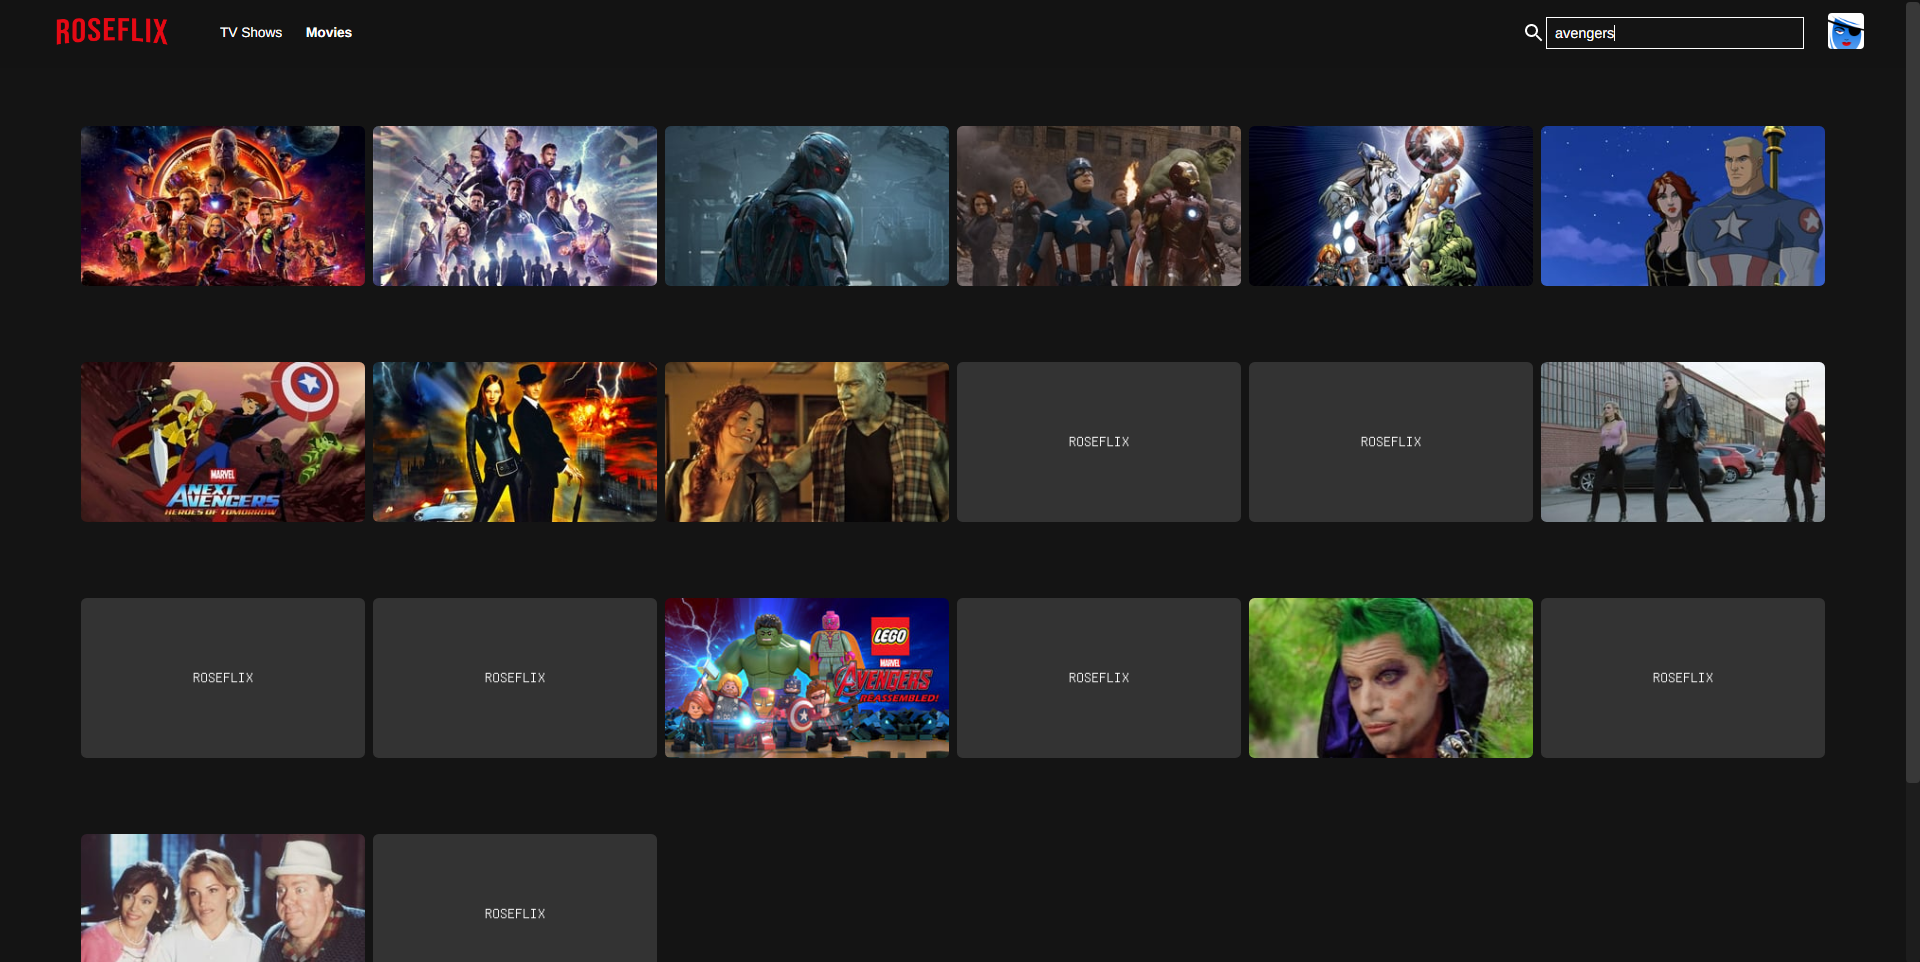 ROSEFLIX
TV Shows
Movies
avengers
MARVEL
NEXT
AVENGERS
HEROES OF TOMORROW
ROSEFLIX
ROSEFLIX
ROSEFLIX
ROSEFLIX
LEGO
MARVEL
AVENGERS
REASSEMBLED!
ROSEFLIX
ROSEFLIX
ROSEFLIX